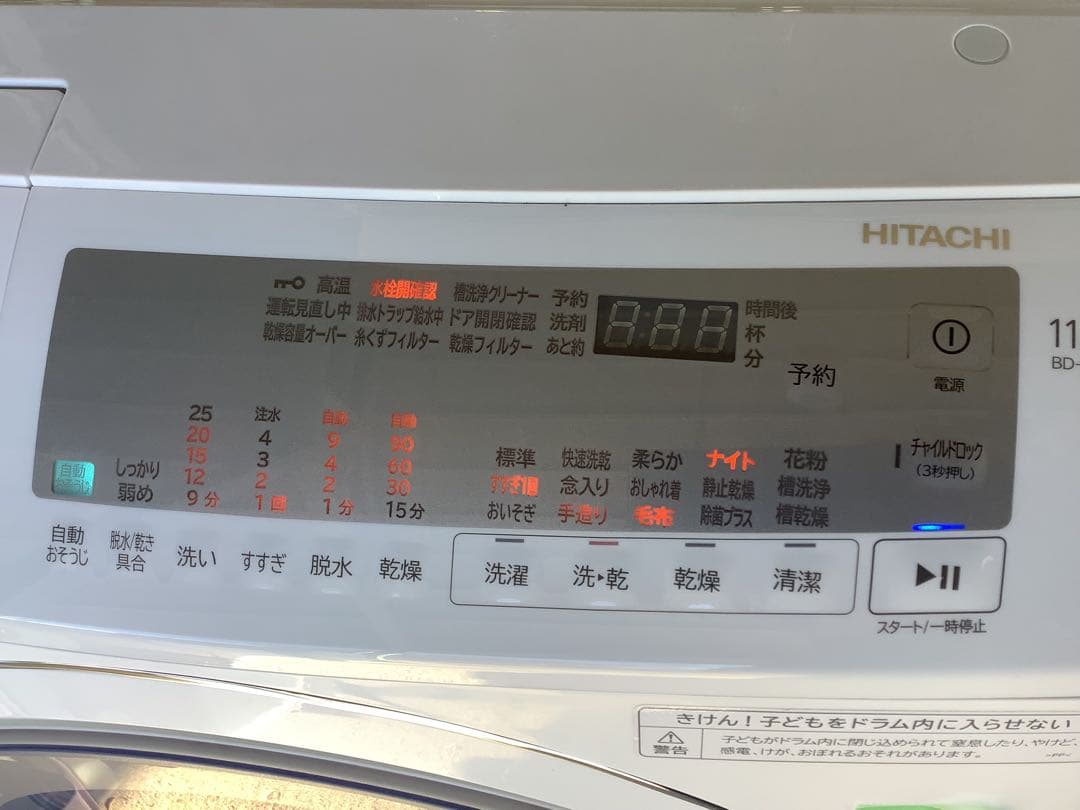 HITACHI
高温 水栓開確認 槽洗浄クリーナー 予約 8:88 時間後
運転見直し中 排水トラップ給水中 ドア開閉確認 洗剤 杯
乾燥容量オーバー 糸くずフィルター 乾燥フィルター あと約 分
予約
電源
11
BD-
25 注水 自動 自動
20 4 9 90
15 3 4 60
12 2 2 30
9分 1回 1分 15分
しっかり
弱め
自動
おそうじ
標準 快速洗乾 柔らか ナイト 花粉
すすぎ1回 念入り おしゃれ着 静止乾燥 槽洗浄
おいそぎ 手造り 毛布 除菌プラス 槽乾燥
チャイルドロック
(3秒押し)
自動
おそうじ
脱水/乾き
具合
洗い すすぎ 脱水 乾燥
洗濯 洗▸乾 乾燥 清潔
スタート/一時停止
きけん!子どもをドラム内に入らせない
警告
子どもがドラム内に閉じ込められて窒息したり、やけど、
感電、けが、おぼれるおそれがあります。
>PP<